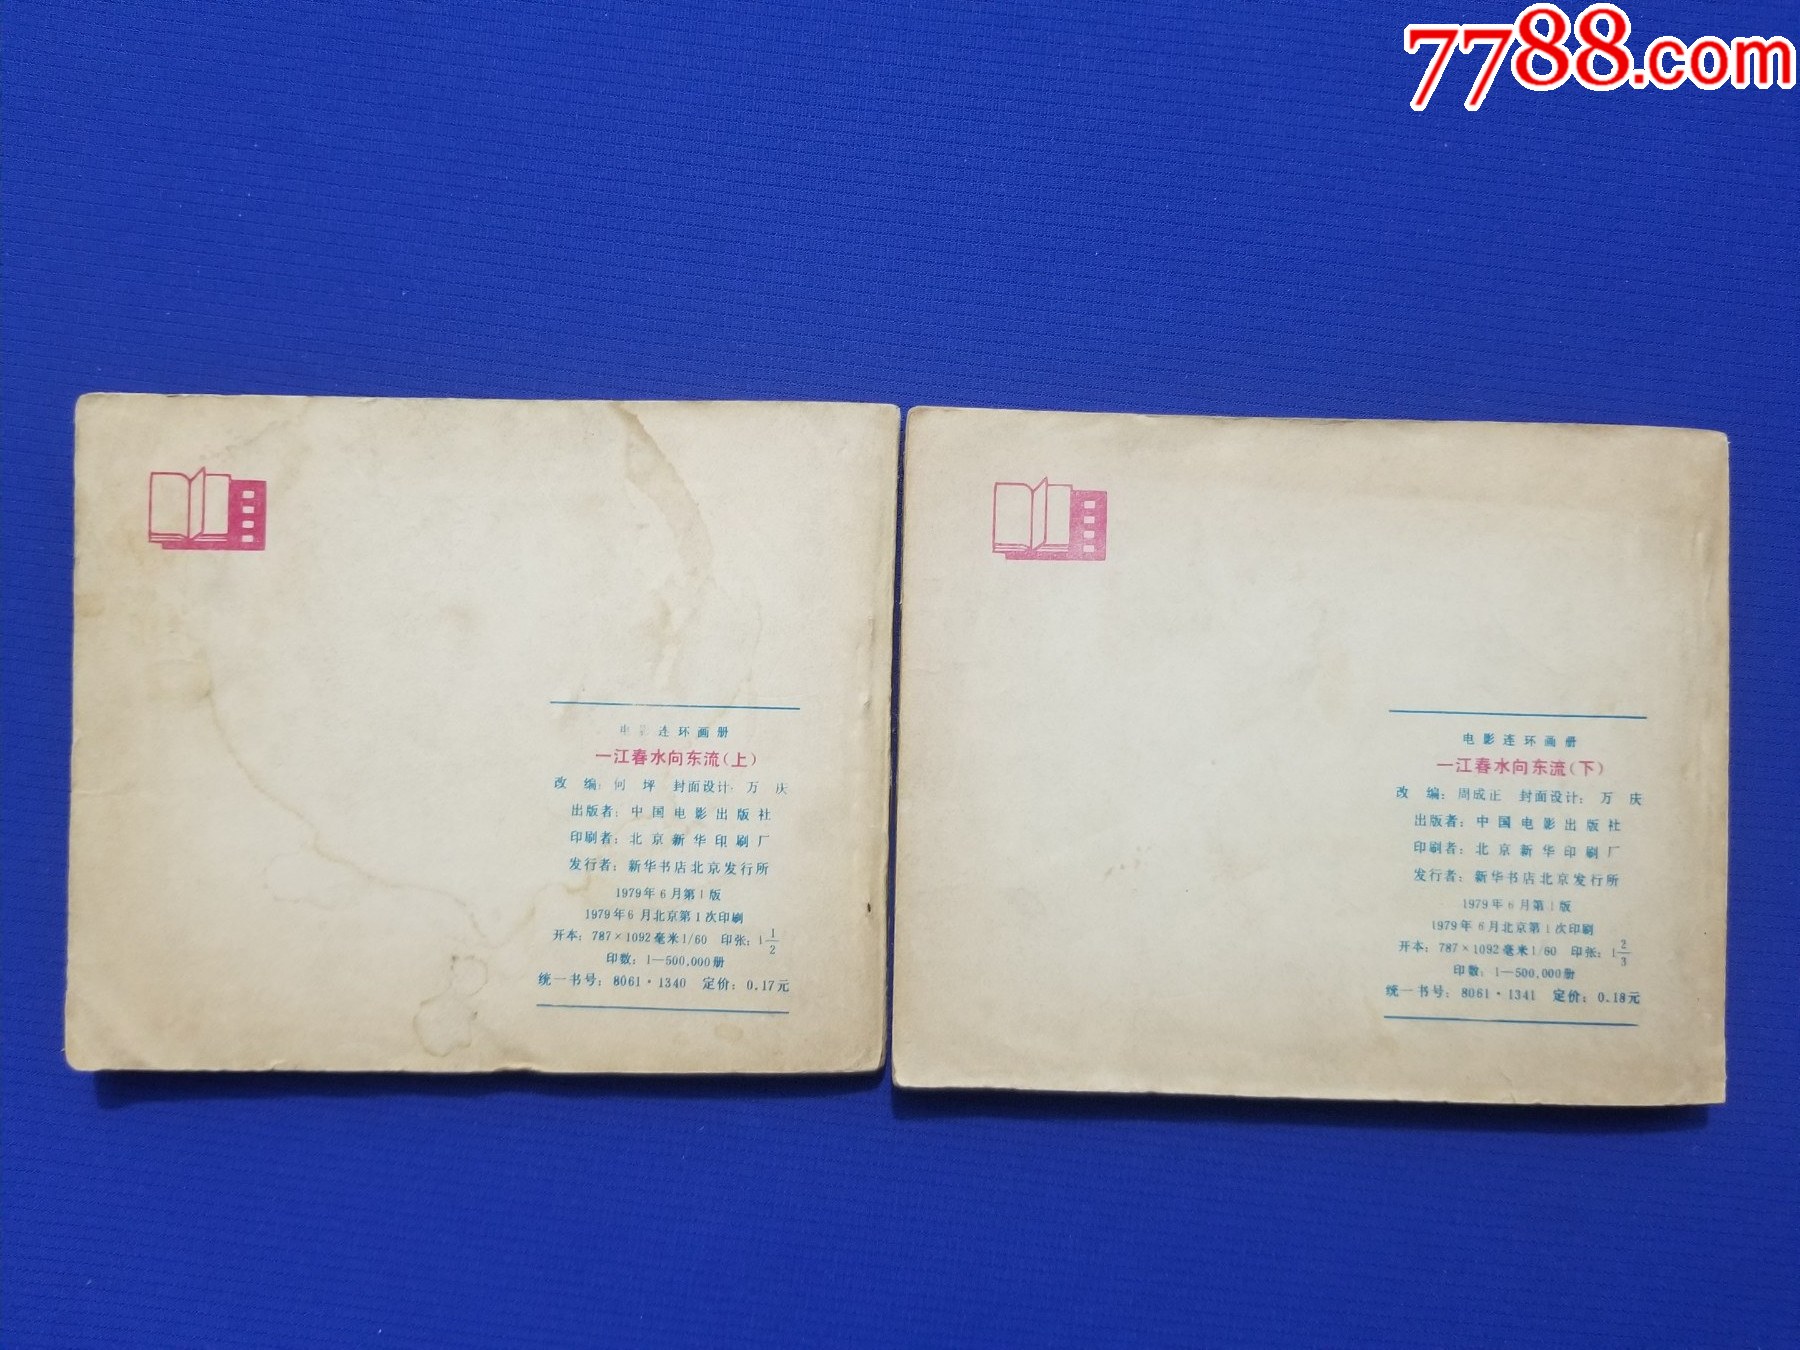 7788.com
电影连环画册
一江春水向东流(上)
改 编: 何 坪 封面设计: 万 庆
出版者: 中国电影出版社
印刷者: 北京新华印刷厂
发行者: 新华书店北京发行所
1979年6月第1版
1979年6月北京第1次印刷
开本: 787×1092毫米1/60 印张: 1 1/2
印数: 1—500,000册
统一书号: 8061·1340 定价: 0.17元
电影连环画册
一江春水向东流(下)
改 编: 周成正 封面设计: 万 庆
出版者: 中国电影出版社
印刷者: 北京新华印刷厂
发行者: 新华书店北京发行所
1979年6月第1版
1979年6月北京第1次印刷
开本: 787×1092毫米1/60 印张: 1 2/3
印数: 1—500,000册
统一书号: 8061·1341 定价: 0.18元